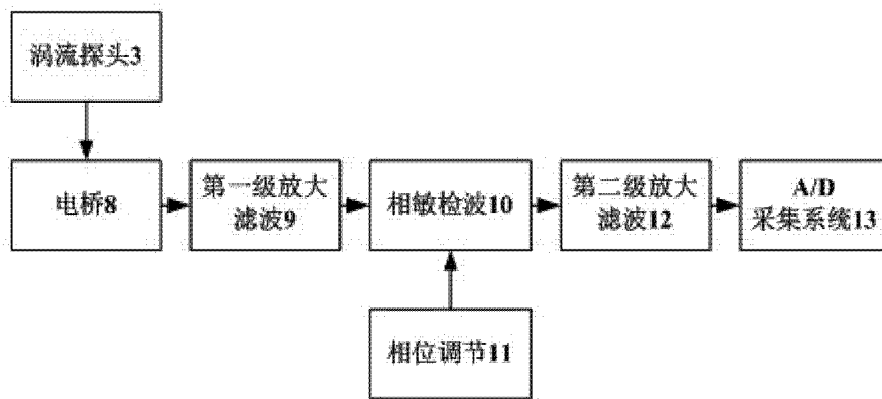 涡流探头3
电桥8
第一级放大
滤波9
相敏检波10
第二级放大
滤波12
A/D
采集系统13
相位调节11